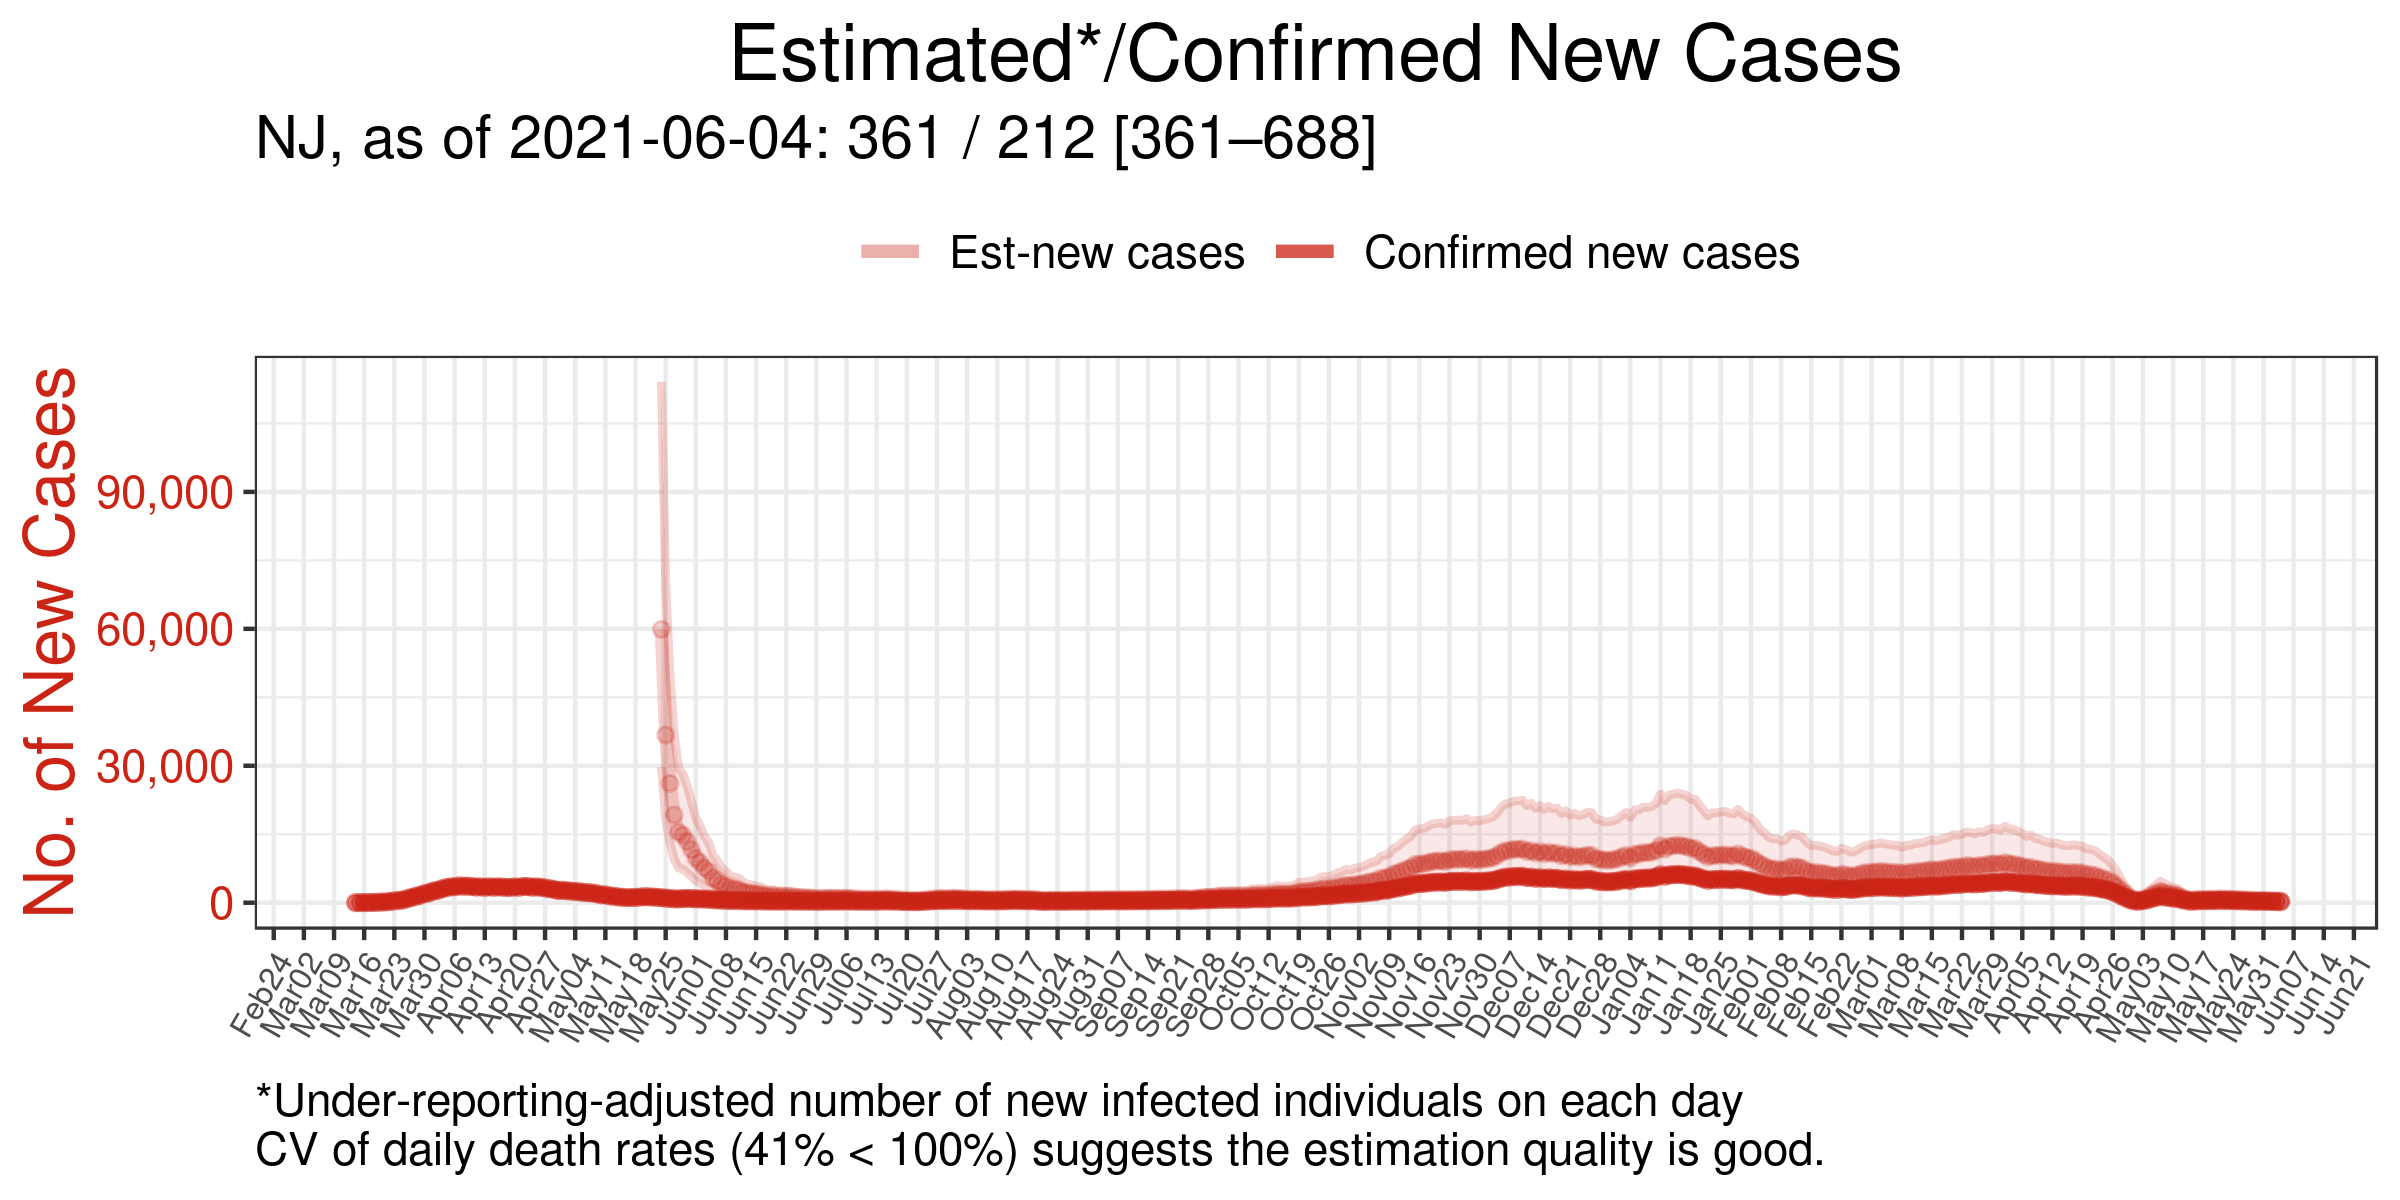 Estimated*/Confirmed New Cases
NJ, as of 2021-06-04: 361 / 212 [361–688]
Est-new cases
Confirmed new cases
No. of New Cases
90,000
60,000
30,000
0
Feb24 Mar02 Mar09 Mar16 Mar23 Mar30 Apr06 Apr13 Apr20 Apr27 May04 May11 May18 May25 Jun01 Jun08 Jun15 Jun22 Jun29 Jul06 Jul13 Jul20 Jul27 Aug03 Aug10 Aug17 Aug24 Aug31 Sep07 Sep14 Sep21 Sep28 Oct05 Oct12 Oct19 Oct26 Nov02 Nov09 Nov16 Nov23 Nov30 Dec07 Dec14 Dec21 Dec28 Jan04 Jan11 Jan18 Jan25 Feb01 Feb08 Feb15 Feb22 Mar01 Mar08 Mar15 Mar22 Mar29 Apr05 Apr12 Apr19 Apr26 May03 May10 May17 May24 May31 Jun07 Jun14 Jun21
*Under-reporting-adjusted number of new infected individuals on each day
CV of daily death rates (41% < 100%) suggests the estimation quality is good.